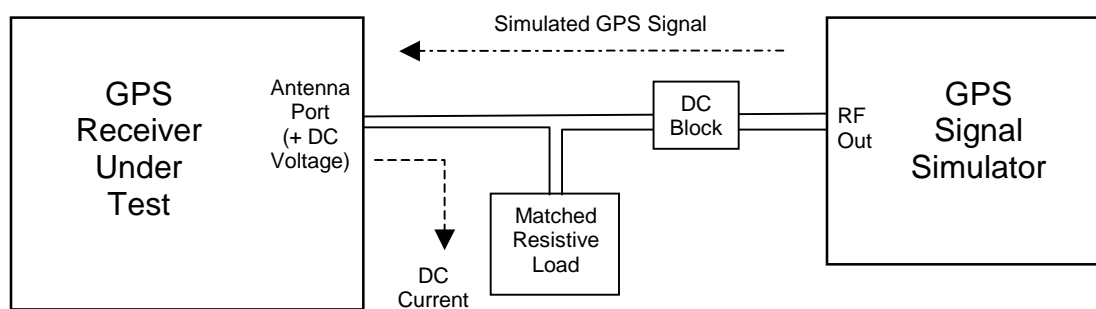 Simulated GPS Signal
GPS
Receiver
Under
Test
Antenna
Port
(+ DC
Voltage)
DC
Block
RF
Out
GPS
Signal
Simulator
Matched
Resistive
Load
DC
Current